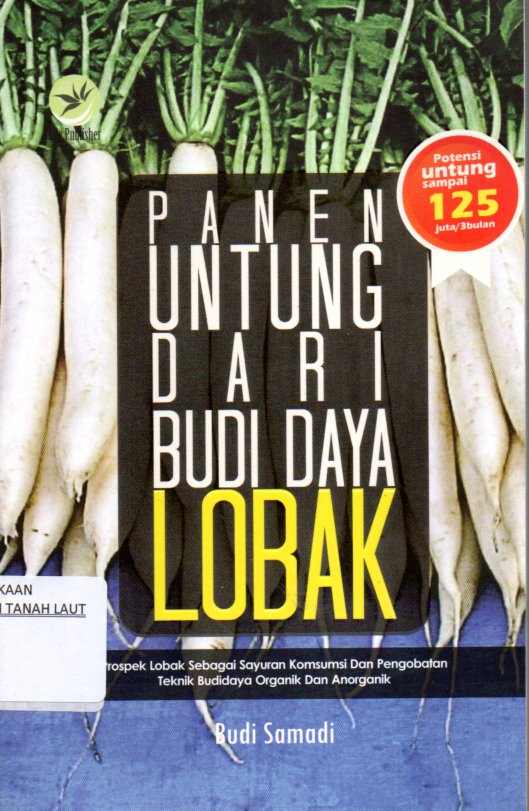 Publisher
Potensi
untung
sampai
125
juta/3bulan
PANEN
UNTUNG
DARI
BUDI DAYA
LOBAK
KAAN
TANAH LAUT
Prospek Lobak Sebagai Sayuran Komsumsi Dan Pengobatan
Teknik Budidaya Organik Dan Anorganik
Budi Samadi